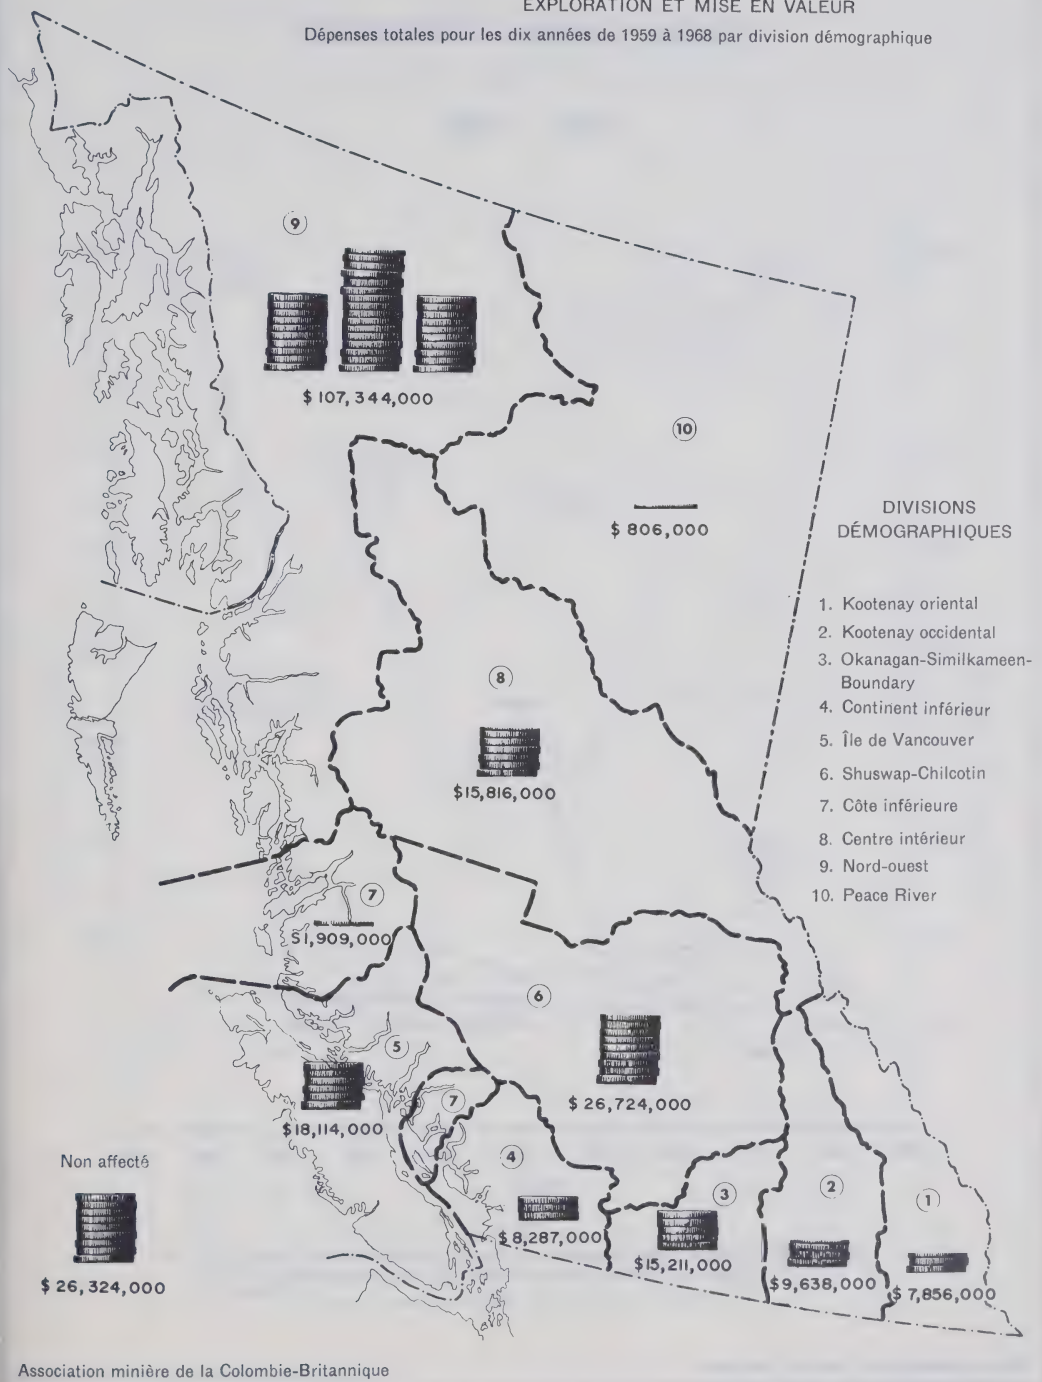 EXPLORATION ET MISE EN VALEUR
Dépenses totales pour les dix années de 1959 à 1968 par division démographique
9
$ 107,344,000
10
$ 806,000
DIVISIONS
DÉMOGRAPHIQUES
1. Kootenay oriental
2. Kootenay occidental
3. Okanagan-Similkameen-
Boundary
4. Continent inférieur
5. Île de Vancouver
6. Shuswap-Chilcotin
7. Côte inférieure
8. Centre intérieur
9. Nord-ouest
10. Peace River
8
$15,816,000
7
$1,909,000
6
$ 26,724,000
5
$18,114,000
7
4
$ 8,287,000
3
$15,211,000
2
$9,638,000
1
$ 7,856,000
Non affecté
$ 26,324,000
Association minière de la Colombie-Britannique